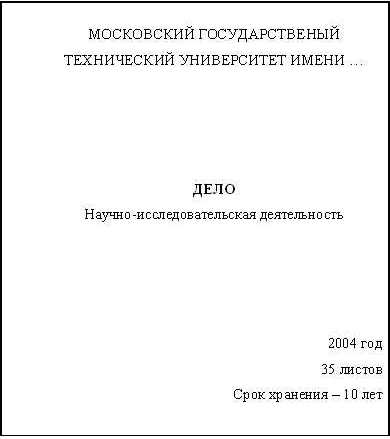 МОСКОВСКИЙ ГОСУДАРСТВЕНЫЙ
ТЕХНИЧЕСКИЙ УНИВЕРСИТЕТ ИМЕНИ …
ДЕЛО
Научно-исследовательская деятельность
2004 год
35 листов
Срок хранения – 10 лет